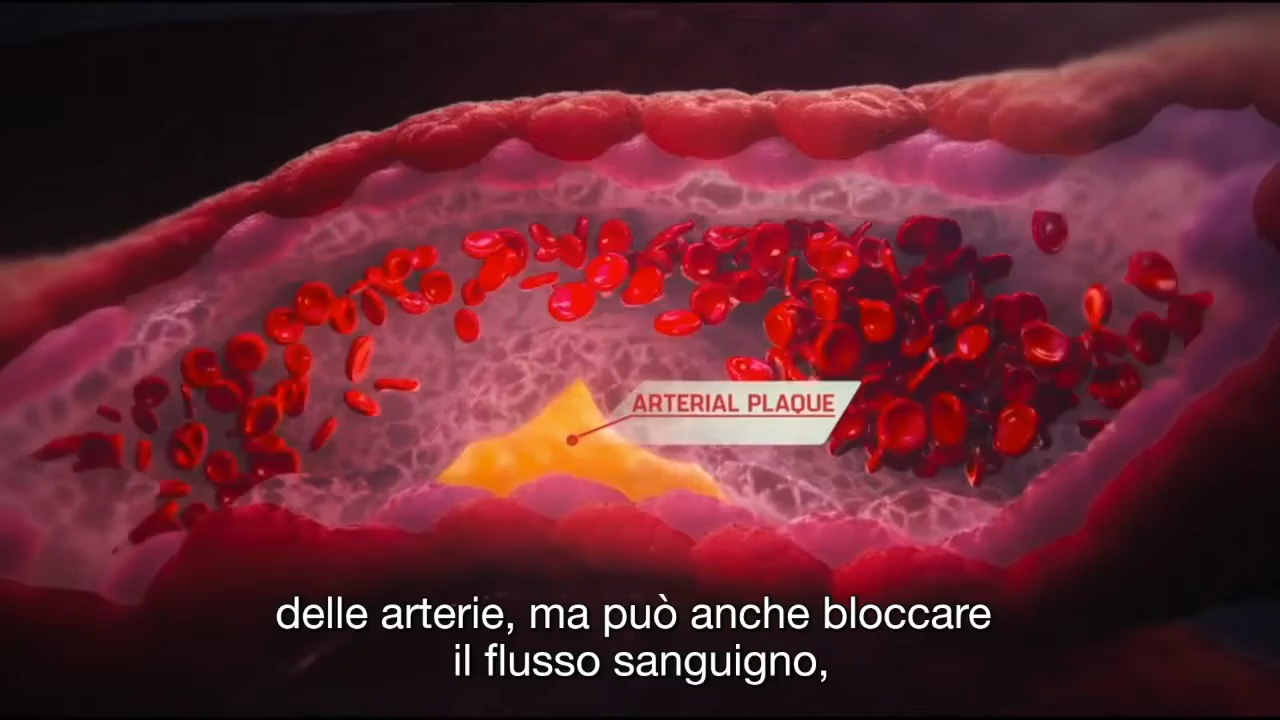 ARTERIAL PLAQUE
delle arterie, ma può anche bloccare
il flusso sanguigno,